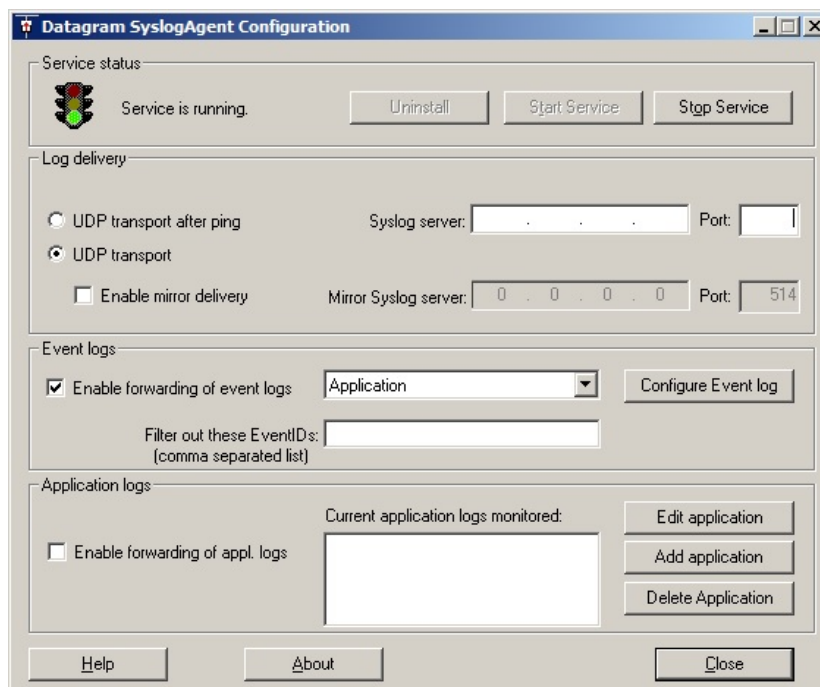 Datagram SyslogAgent Configuration
Service status
Service is running.
Uninstall
Start Service
Stop Service
Log delivery
UDP transport after ping
Syslog server: . . .
Port:
UDP transport
Enable mirror delivery
Mirror Syslog server: 0 . 0 . 0 . 0
Port: 514
Event logs
Enable forwarding of event logs
Application
Configure Event log
Filter out these EventIDs:
(comma separated list)
Application logs
Current application logs monitored:
Edit application
Enable forwarding of appl. logs
Add application
Delete Application
Help
About
Close